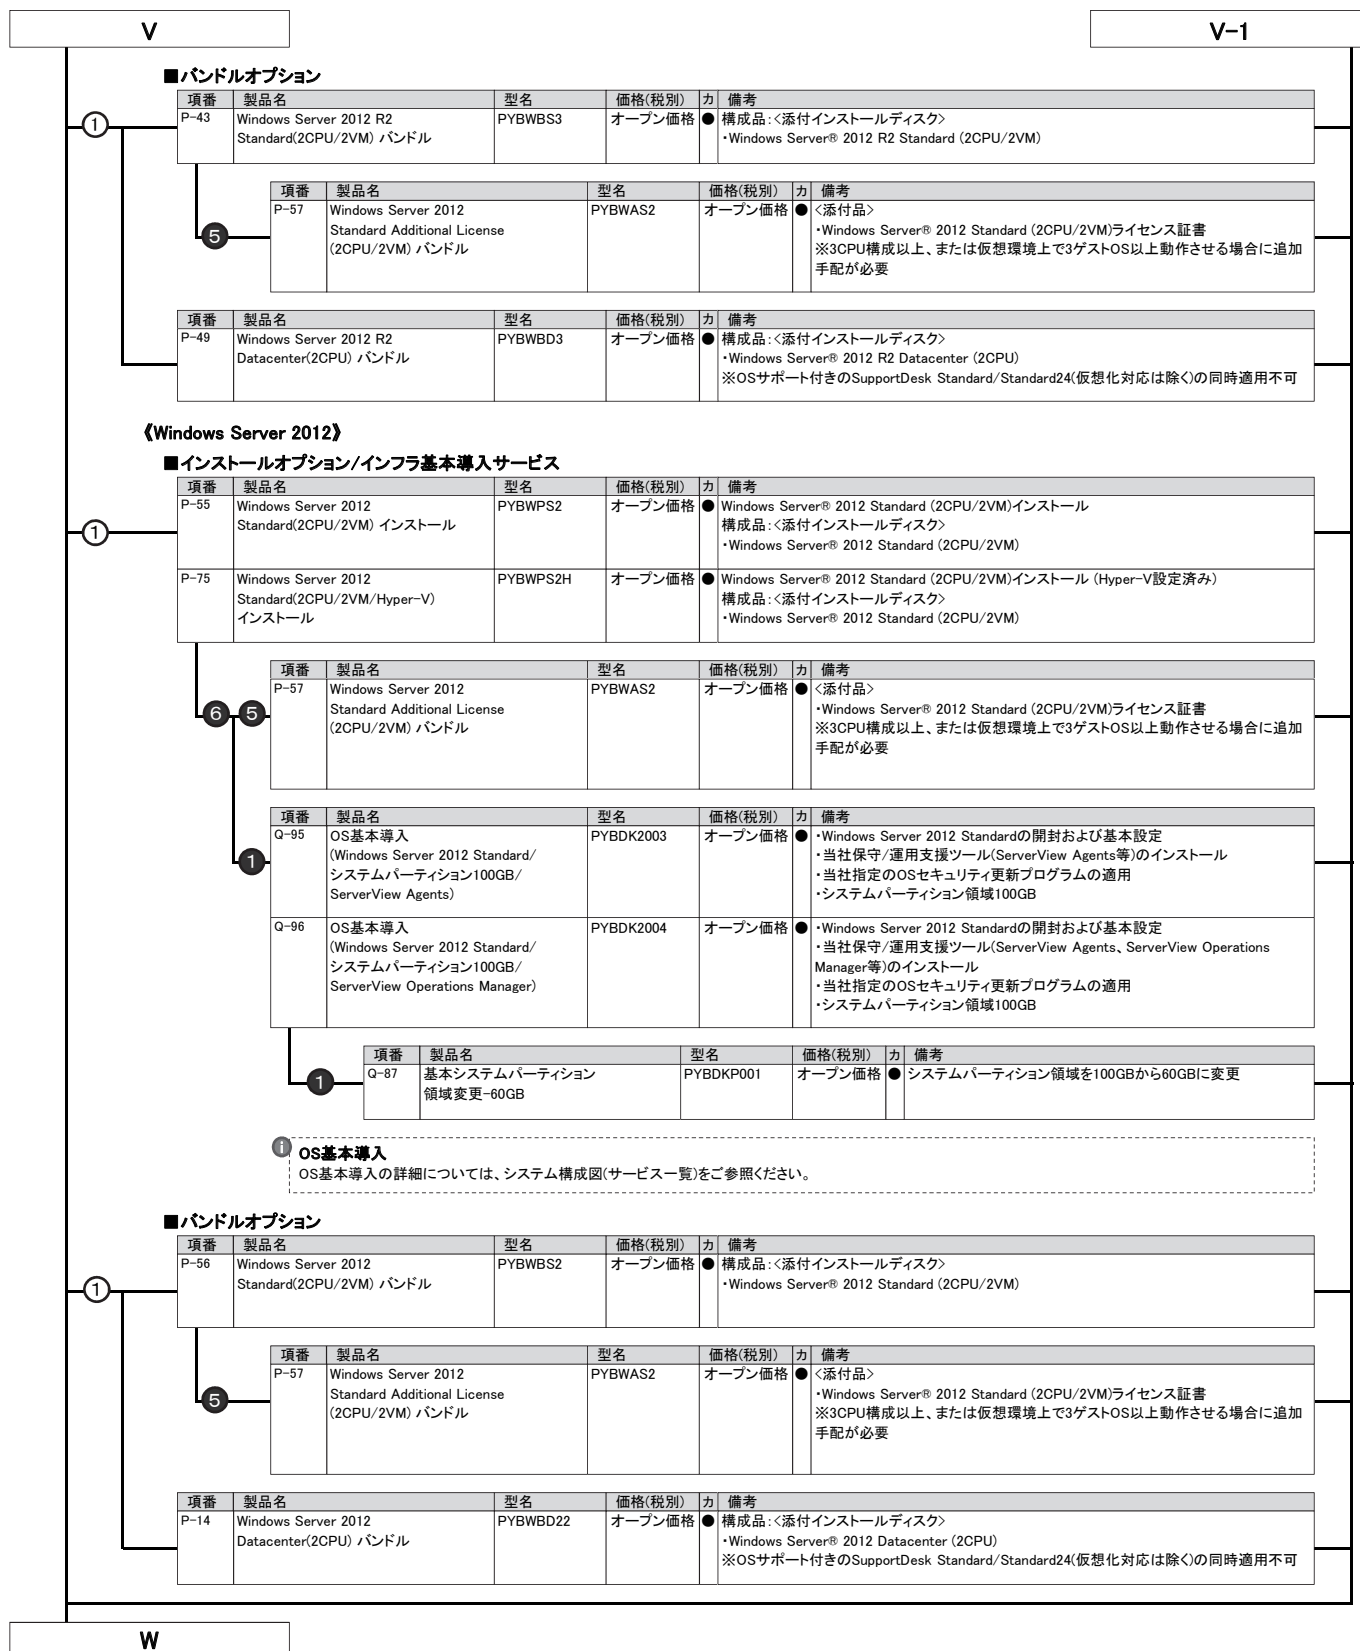 V
V-1
■バンドルオプション
項番 製品名 型名 価格(税別) カ 備考
P-43 Windows Server 2012 R2 PYBWBS3 オープン価格 ● 構成品:<添付インストールディスク>
Standard(2CPU/2VM) バンドル ・Windows Server® 2012 R2 Standard (2CPU/2VM)
①
項番 製品名 型名 価格(税別) カ 備考
P-57 Windows Server 2012 PYBWAS2 オープン価格 ● <添付品>
Standard Additional License ・Windows Server® 2012 Standard (2CPU/2VM)ライセンス証書
(2CPU/2VM) バンドル ※3CPU構成以上、または仮想環境上で3ゲストOS以上動作させる場合に追加
手配が必要
5
項番 製品名 型名 価格(税別) カ 備考
P-49 Windows Server 2012 R2 PYBWBD3 オープン価格 ● 構成品:<添付インストールディスク>
Datacenter(2CPU) バンドル ・Windows Server® 2012 R2 Datacenter (2CPU)
※OSサポート付きのSupportDesk Standard/Standard24(仮想化対応は除く)の同時適用不可
《Windows Server 2012》
■インストールオプション/インフラ基本導入サービス
項番 製品名 型名 価格(税別) カ 備考
P-55 Windows Server 2012 PYBWPS2 オープン価格 ● Windows Server® 2012 Standard (2CPU/2VM)インストール
Standard(2CPU/2VM) インストール 構成品:<添付インストールディスク>
・Windows Server® 2012 Standard (2CPU/2VM)
①
P-75 Windows Server 2012 PYBWPS2H オープン価格 ● Windows Server® 2012 Standard (2CPU/2VM)インストール (Hyper-V設定済み)
Standard(2CPU/2VM/Hyper-V) 構成品:<添付インストールディスク>
インストール ・Windows Server® 2012 Standard (2CPU/2VM)
項番 製品名 型名 価格(税別) カ 備考
P-57 Windows Server 2012 PYBWAS2 オープン価格 ● <添付品>
Standard Additional License ・Windows Server® 2012 Standard (2CPU/2VM)ライセンス証書
(2CPU/2VM) バンドル ※3CPU構成以上、または仮想環境上で3ゲストOS以上動作させる場合に追加
手配が必要
6 5
項番 製品名 型名 価格(税別) カ 備考
Q-95 OS基本導入 PYBDK2003 オープン価格 ● ・Windows Server 2012 Standardの開封および基本設定
(Windows Server 2012 Standard/ ・当社保守/運用支援ツール(ServerView Agents等)のインストール
システムパーティション100GB/ ・当社指定のOSセキュリティ更新プログラムの適用
ServerView Agents) ・システムパーティション領域100GB
1
Q-96 OS基本導入 PYBDK2004 オープン価格 ● ・Windows Server 2012 Standardの開封および基本設定
(Windows Server 2012 Standard/ ・当社保守/運用支援ツール(ServerView Agents、ServerView Operations
システムパーティション100GB/ Manager等)のインストール
ServerView Operations Manager) ・当社指定のOSセキュリティ更新プログラムの適用
・システムパーティション領域100GB
項番 製品名 型名 価格(税別) カ 備考
Q-87 基本システムパーティション PYBDKP001 オープン価格 ● システムパーティション領域を100GBから60GBに変更
領域変更-60GB
1
i OS基本導入
OS基本導入の詳細については、システム構成図(サービス一覧)をご参照ください。
■バンドルオプション
項番 製品名 型名 価格(税別) カ 備考
P-56 Windows Server 2012 PYBWBS2 オープン価格 ● 構成品:<添付インストールディスク>
Standard(2CPU/2VM) バンドル ・Windows Server® 2012 Standard (2CPU/2VM)
①
項番 製品名 型名 価格(税別) カ 備考
P-57 Windows Server 2012 PYBWAS2 オープン価格 ● <添付品>
Standard Additional License ・Windows Server® 2012 Standard (2CPU/2VM)ライセンス証書
(2CPU/2VM) バンドル ※3CPU構成以上、または仮想環境上で3ゲストOS以上動作させる場合に追加
手配が必要
5
項番 製品名 型名 価格(税別) カ 備考
P-14 Windows Server 2012 PYBWBD22 オープン価格 ● 構成品:<添付インストールディスク>
Datacenter(2CPU) バンドル ・Windows Server® 2012 Datacenter (2CPU)
※OSサポート付きのSupportDesk Standard/Standard24(仮想化対応は除く)の同時適用不可
W